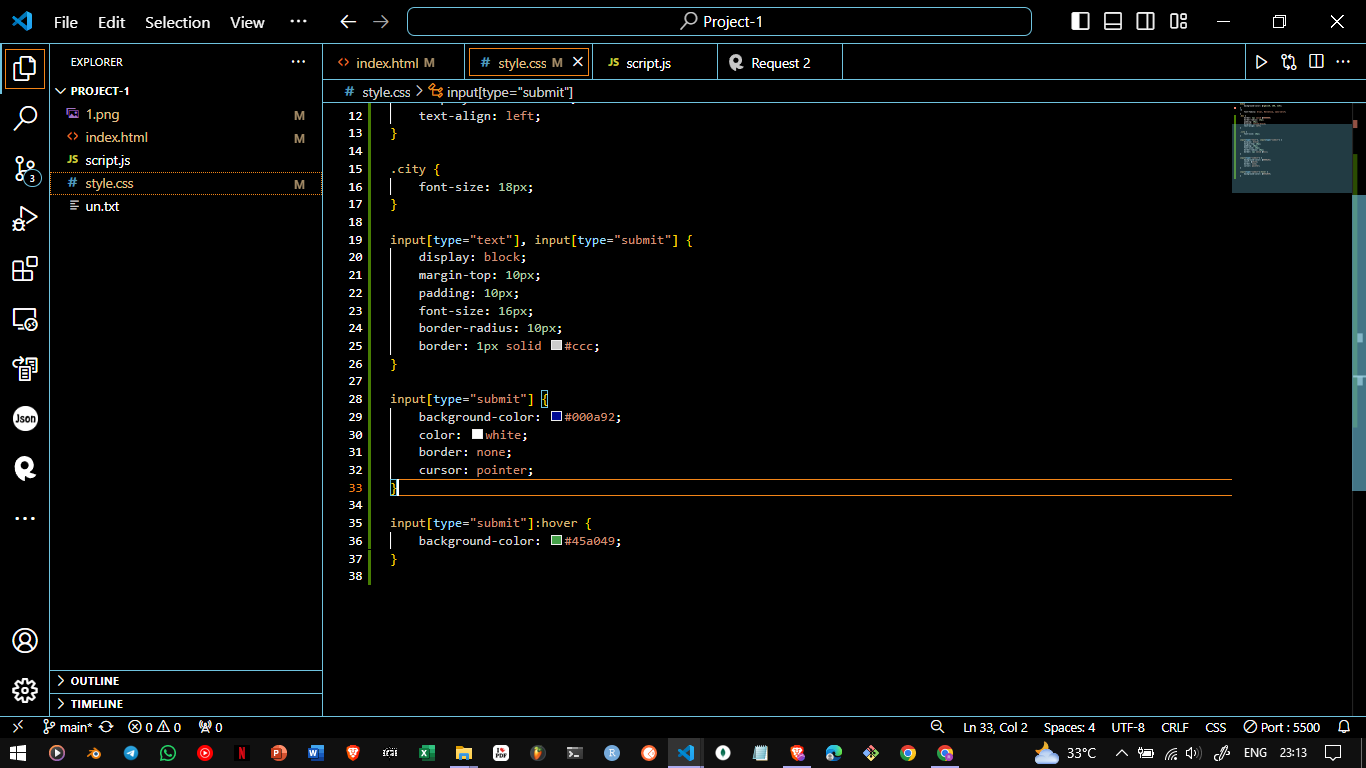 File Edit Selection View ··· Project-1
EXPLORER ···
PROJECT-1
1.png M
index.html M
JS script.js
# style.css M
un.txt
3
Json
OUTLINE
TIMELINE
index.html M # style.css M JS script.js Request 2
# style.css > input[type="submit"]
12 text-align: left;
13 }
14
15 .city {
16 font-size: 18px;
17 }
18
19 input[type="text"], input[type="submit"] {
20 display: block;
21 margin-top: 10px;
22 padding: 10px;
23 font-size: 16px;
24 border-radius: 10px;
25 border: 1px solid #ccc;
26 }
27
28 input[type="submit"] {
29 background-color: #000a92;
30 color: white;
31 border: none;
32 cursor: pointer;
33 }
34
35 input[type="submit"]:hover {
36 background-color: #45a049;
37 }
38
main* 0 0 0 Ln 33, Col 2 Spaces: 4 UTF-8 CRLF CSS Port : 5500
33°C ENG 23:13